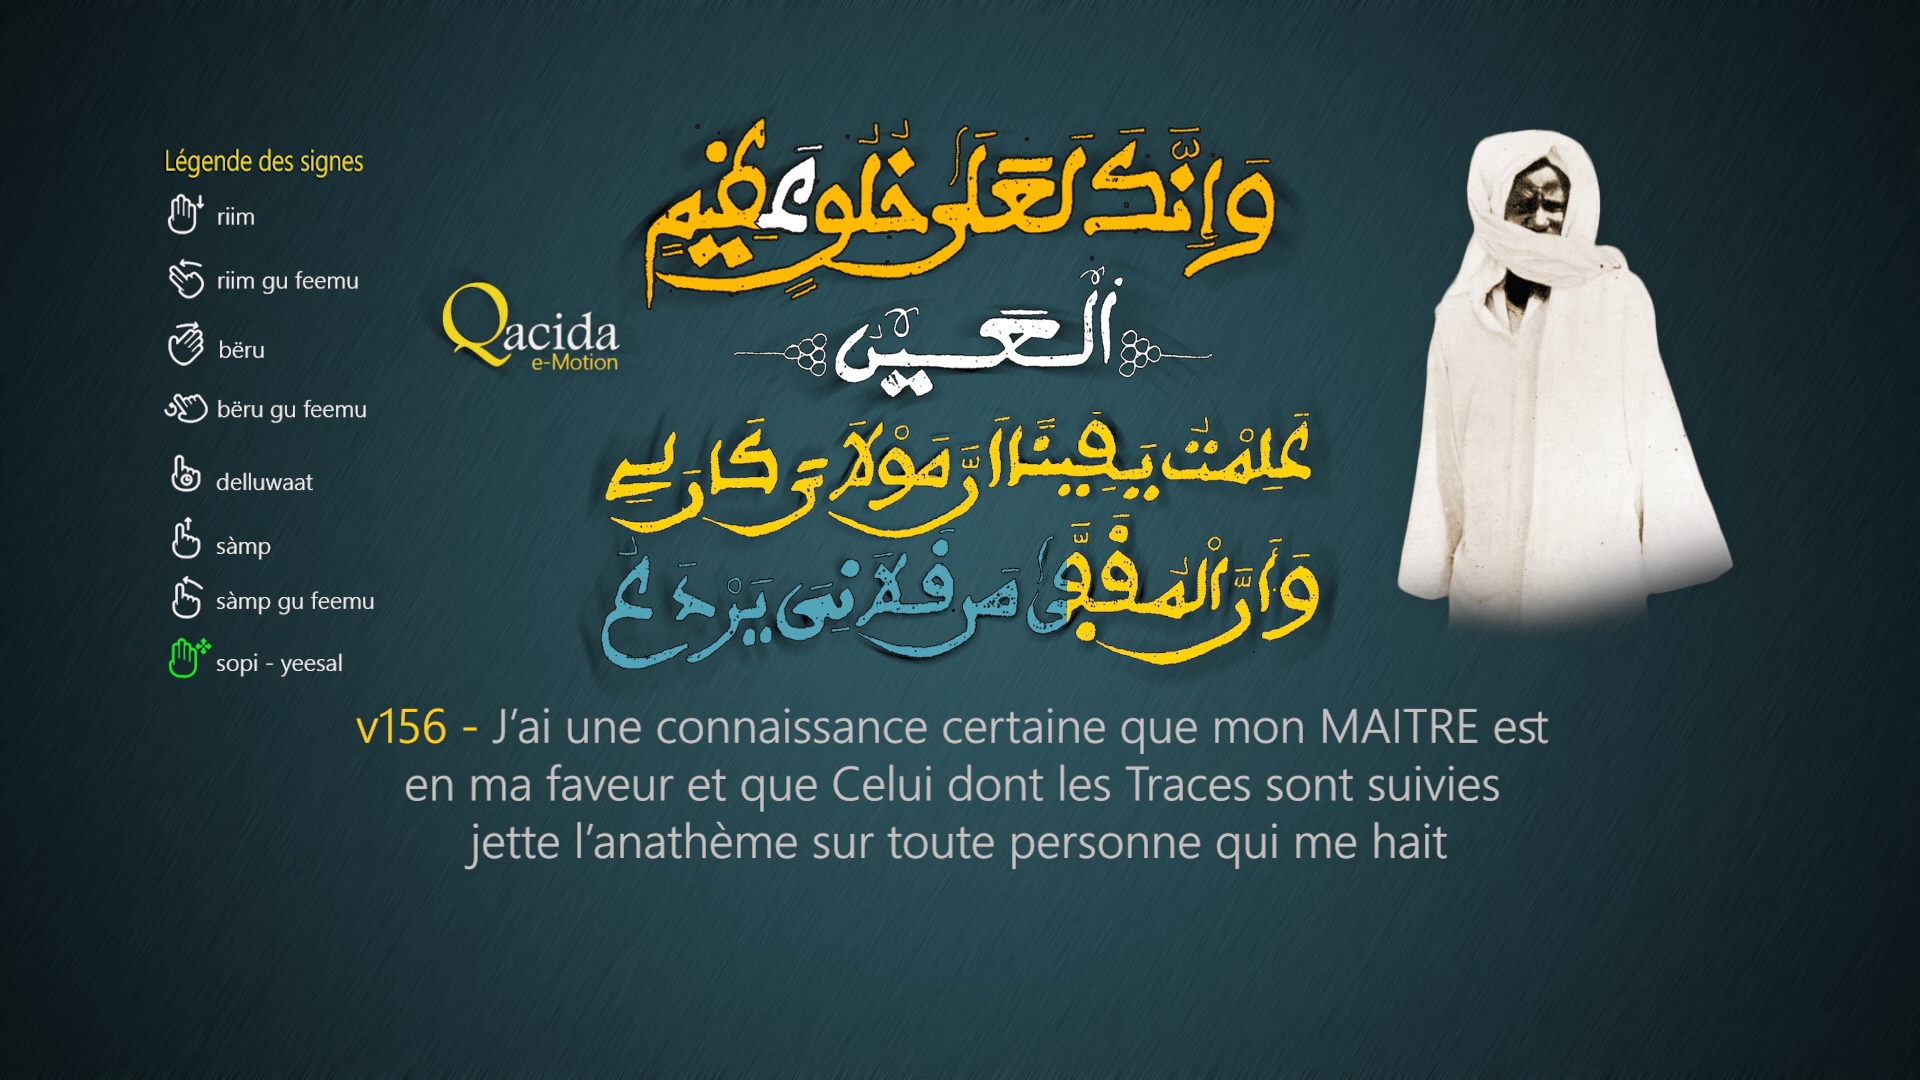 Légende des signes
riim
riim gu feemu
bëru
bëru gu feemu
delluwaat
sàmp
sàmp gu feemu
sopi - yeesal
Qacida
e-Motion
وَإِنَّكَ لَعَلَىٰ خُلُقٍ عَظِيمٍ
الْعَيْن
عَلِمْتُ يَقِينًا أَنَّ مَوْلَايَ كَانَ لِي
وَأَنَّ الْمُقَفَّىٰ مَنْ قَلَانِيَ يَرْدَعُ
v156 - J’ai une connaissance certaine que mon MAITRE est
en ma faveur et que Celui dont les Traces sont suivies
jette l’anathème sur toute personne qui me hait